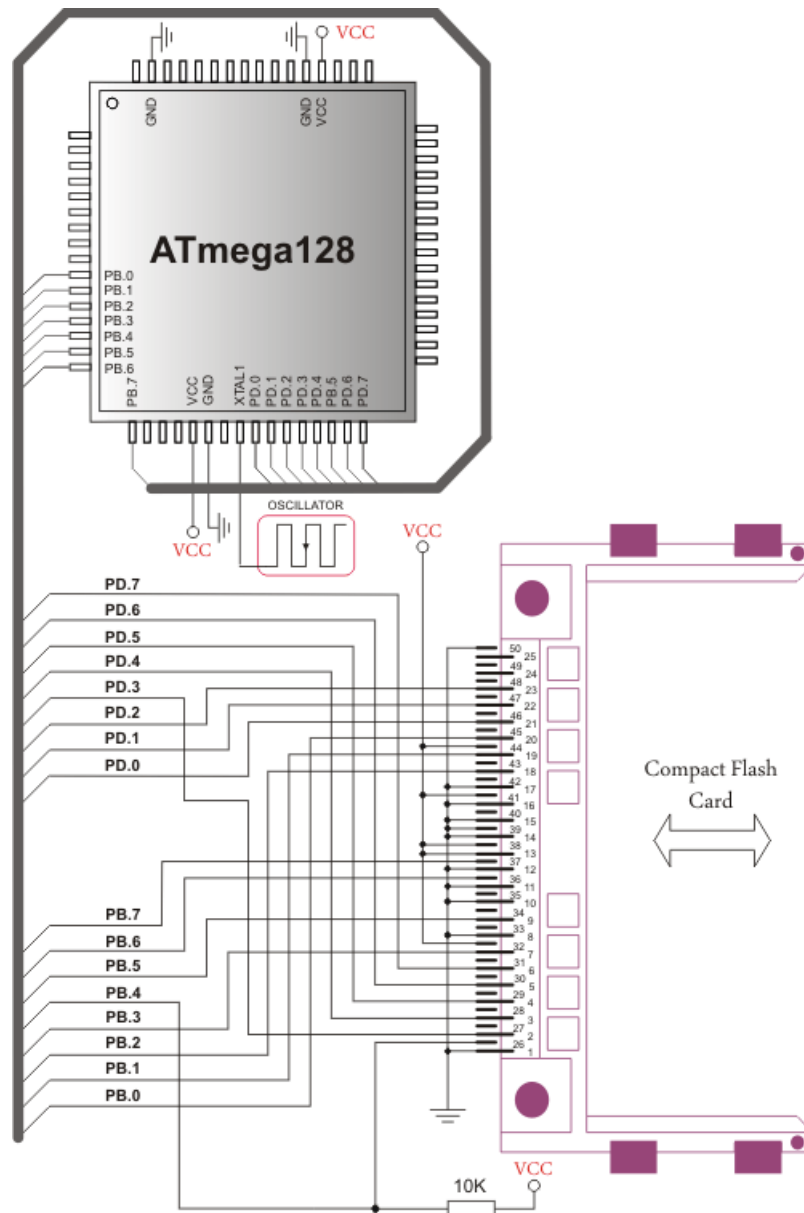 VCC
GND
GND
VCC
ATmega128
PB.0
PB.1
PB.2
PB.3
PB.4
PB.5
PB.6
PB.7
VCC
GND
XTAL1
PD.0
PD.1
PD.2
PD.3
PD.4
PB.5
PD.6
PD.7
OSCILLATOR
VCC
VCC
PD.7
PD.6
PD.5
PD.4
PD.3
PD.2
PD.1
PD.0
50
25
49
24
48
23
47
22
46
21
45
20
44
19
43
18
42
17
41
16
40
15
39
14
38
13
37
12
36
11
35
10
34
9
33
8
32
7
31
6
30
5
29
4
28
3
27
2
26
1
Compact Flash
Card
PB.7
PB.6
PB.5
PB.4
PB.3
PB.2
PB.1
PB.0
10K
VCC